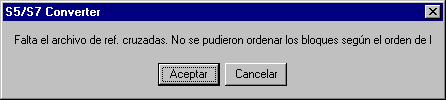 S5/S7 Converter
Falta el archivo de ref. cruzadas. No se pudieron ordenar los bloques según el orden de l
Aceptar
Cancelar